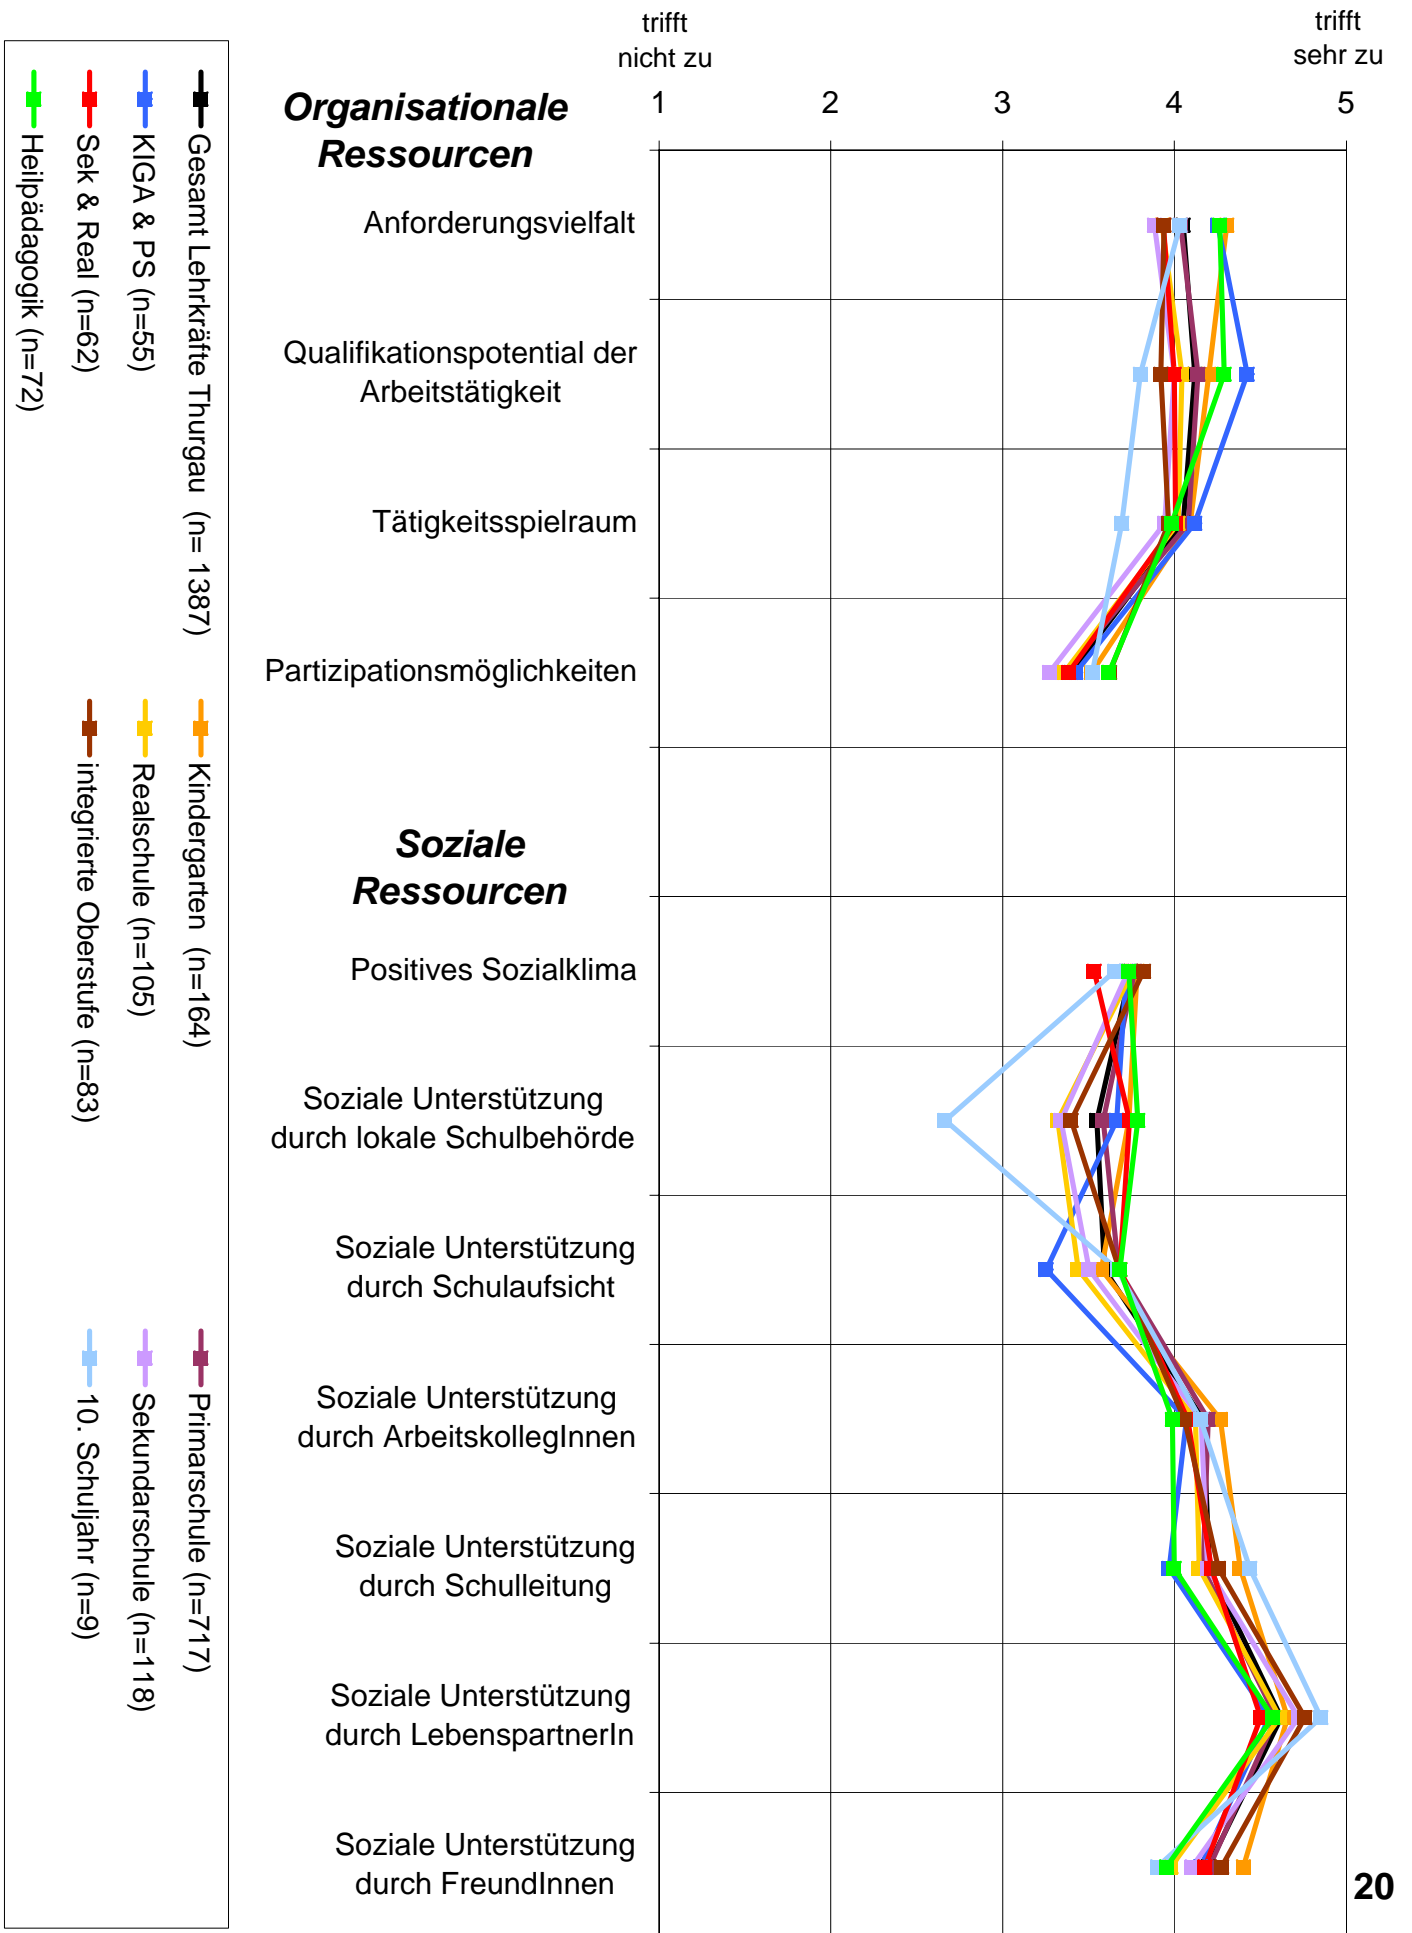 trifft
nicht zu
trifft
sehr zu
1 2 3 4 5
Organisationale
Ressourcen
Anforderungsvielfalt
Qualifikationspotential der
Arbeitstätigkeit
Tätigkeitsspielraum
Partizipationsmöglichkeiten
Soziale
Ressourcen
Positives Sozialklima
Soziale Unterstützung
durch lokale Schulbehörde
Soziale Unterstützung
durch Schulaufsicht
Soziale Unterstützung
durch ArbeitskollegInnen
Soziale Unterstützung
durch Schulleitung
Soziale Unterstützung
durch LebenspartnerIn
Soziale Unterstützung
durch FreundInnen
20
Gesamt Lehrkräfte Thurgau (n= 1387)
Kindergarten (n=164)
Primarschule (n=717)
KIGA & PS (n=55)
Realschule (n=105)
Sekundarschule (n=118)
Sek & Real (n=62)
integrierte Oberstufe (n=83)
10. Schuljahr (n=9)
Heilpädagogik (n=72)